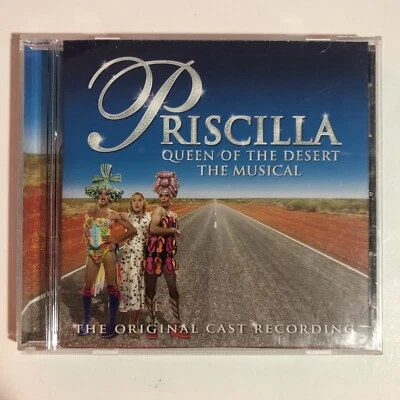 PRISCILLA
QUEEN OF THE DESERT
THE MUSICAL
THE ORIGINAL CAST RECORDING